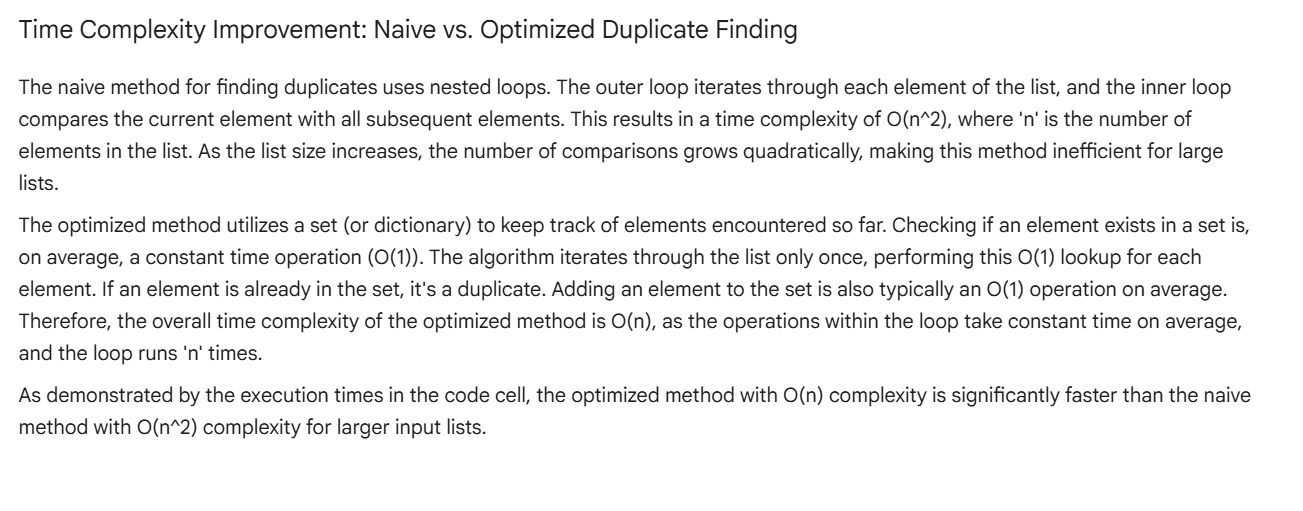 Time Complexity Improvement: Naive vs. Optimized Duplicate Finding
The naive method for finding duplicates uses nested loops. The outer loop iterates through each element of the list, and the inner loop
compares the current element with all subsequent elements. This results in a time complexity of O(n^2), where 'n' is the number of
elements in the list. As the list size increases, the number of comparisons grows quadratically, making this method inefficient for large
lists.
The optimized method utilizes a set (or dictionary) to keep track of elements encountered so far. Checking if an element exists in a set is,
on average, a constant time operation (O(1)). The algorithm iterates through the list only once, performing this O(1) lookup for each
element. If an element is already in the set, it's a duplicate. Adding an element to the set is also typically an O(1) operation on average.
Therefore, the overall time complexity of the optimized method is O(n), as the operations within the loop take constant time on average,
and the loop runs 'n' times.
As demonstrated by the execution times in the code cell, the optimized method with O(n) complexity is significantly faster than the naive
method with O(n^2) complexity for larger input lists.